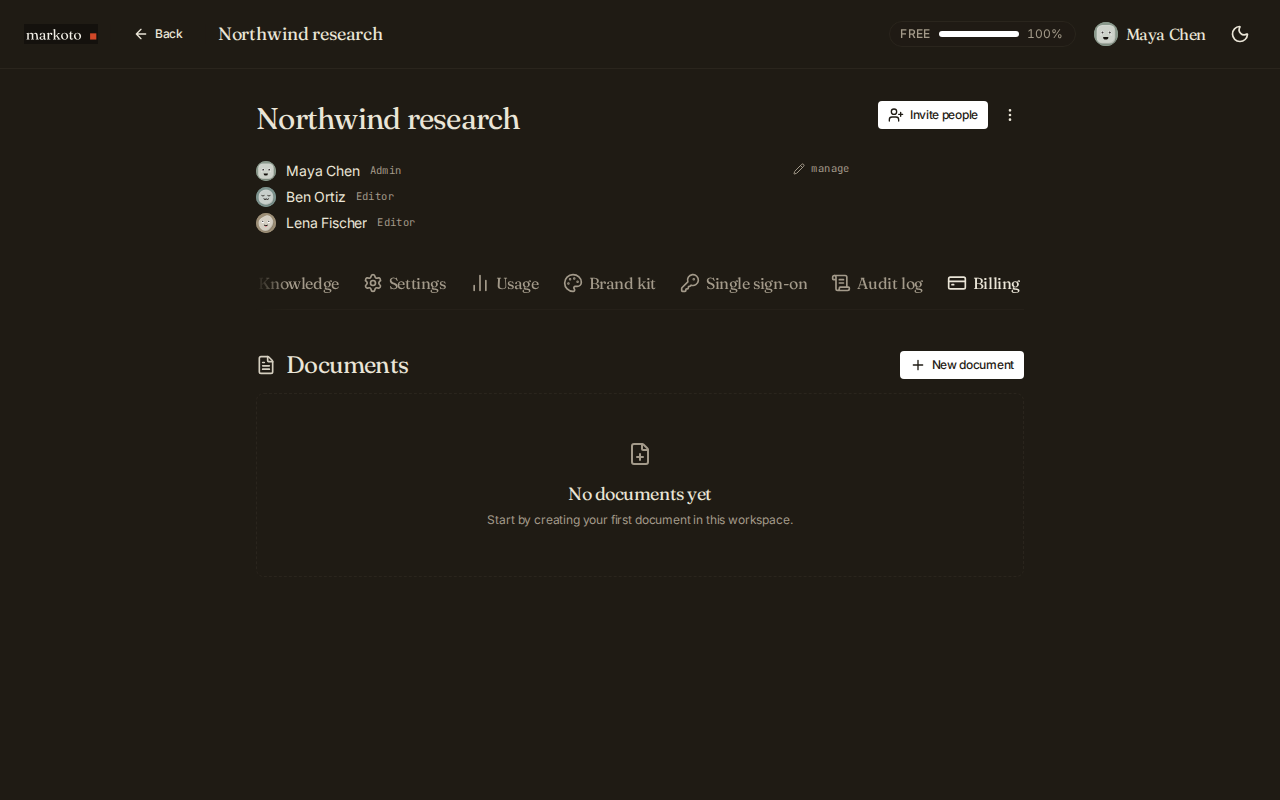 markoto
Back
Northwind research
FREE
100%
Maya Chen
Northwind research
Invite people
Maya Chen Admin
manage
Ben Ortiz Editor
Lena Fischer Editor
Knowledge Settings Usage Brand kit Single sign-on Audit log Billing
Documents
New document
No documents yet
Start by creating your first document in this workspace.